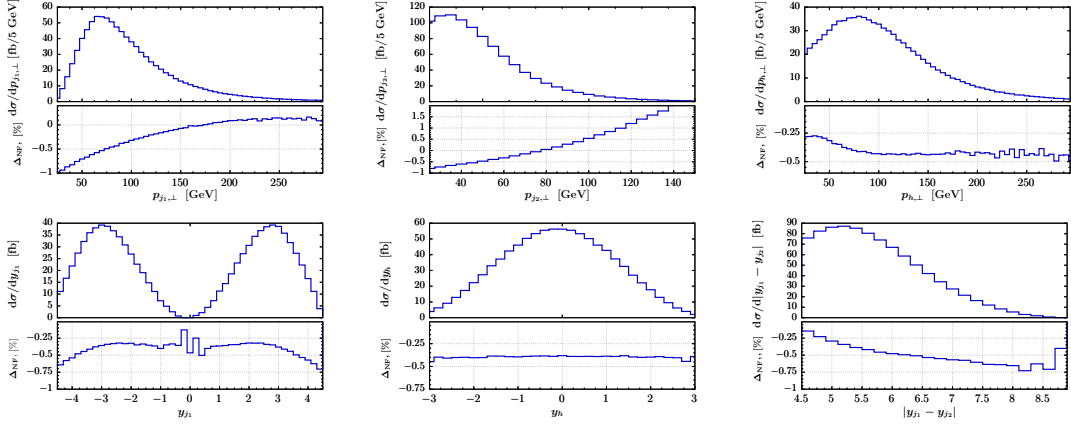 dσ/dp_{j1,⊥} [fb/5 GeV]
60
50
40
30
20
10
0
Δ_NF, [%]
0
−0.5
−1
50 100 150 200 250
p_{j1,⊥} [GeV]
dσ/dp_{j2,⊥} [fb/5 GeV]
120
100
80
60
40
20
0
Δ_NF, [%]
1.5
1
0.5
0
−0.5
−1
40 60 80 100 120 140
p_{j2,⊥} [GeV]
dσ/dp_{h,⊥} [fb/5 GeV]
40
30
20
10
0
Δ_NF, [%]
−0.25
−0.5
50 100 150 200 250
p_{h,⊥} [GeV]
dσ/dy_{j1} [fb]
40
35
30
25
20
15
10
5
0
Δ_NF, [%]
−0.25
−0.5
−0.75
−1
−4 −3 −2 −1 0 1 2 3 4
y_{j1}
dσ/dy_h [fb]
60
50
40
30
20
10
0
Δ_NF, [%]
0
−0.25
−0.5
−0.75
−3 −2 −1 0 1 2 3
y_h
dσ/d|y_{j1} − y_{j2}| [fb]
90
80
70
60
50
40
30
20
10
0
Δ_NF,, [%]
−0.25
−0.5
−0.75
−1
4.5 5 5.5 6 6.5 7 7.5 8 8.5
|y_{j1} − y_{j2}|